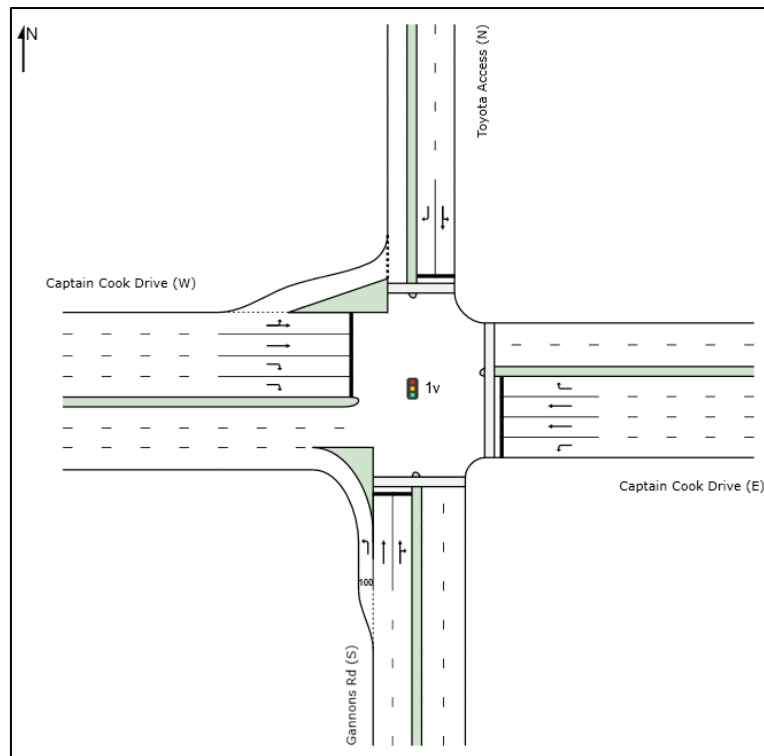 N
Toyota Access (N)
Captain Cook Drive (W)
1v
Captain Cook Drive (E)
100
Gannons Rd (S)